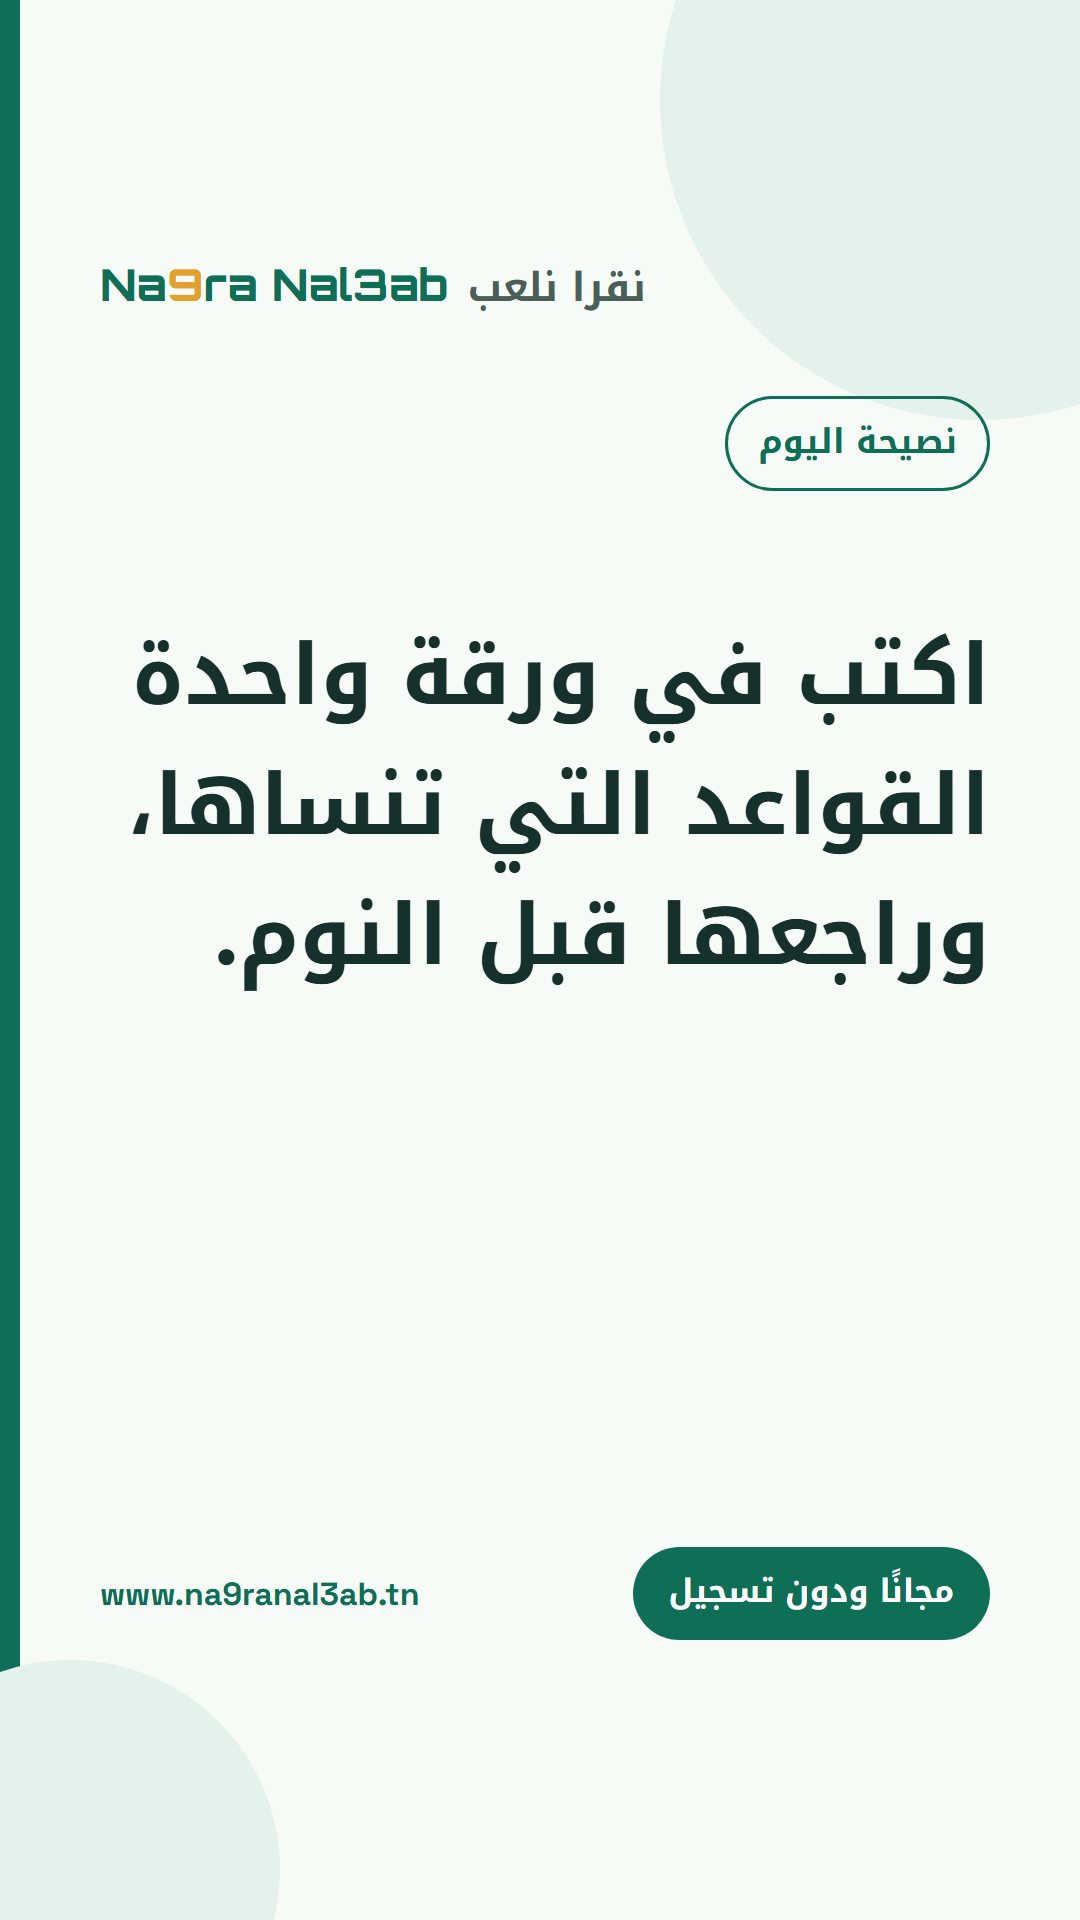 Na9ra Nal3ab نقرا نلعب
نصيحة اليوم
اكتب في ورقة واحدة
القواعد التي تنساها،
وراجعها قبل النوم.
www.na9ranal3ab.tn
مجانًا ودون تسجيل